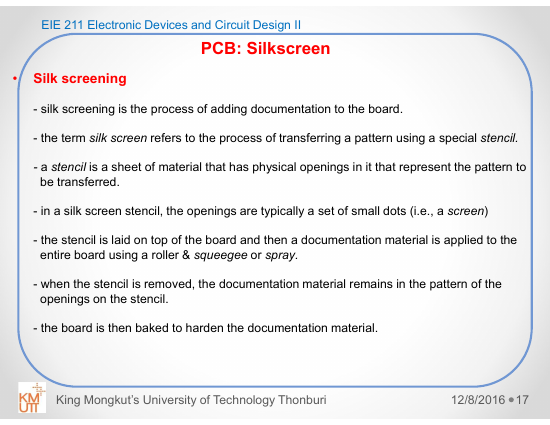 EIE 211 Electronic Devices and Circuit Design II
PCB: Silkscreen
• Silk screening
- silk screening is the process of adding documentation to the board.
- the term silk screen refers to the process of transferring a pattern using a special stencil.
- a stencil is a sheet of material that has physical openings in it that represent the pattern to
be transferred.
- in a silk screen stencil, the openings are typically a set of small dots (i.e., a screen)
- the stencil is laid on top of the board and then a documentation material is applied to the
entire board using a roller & squeegee or spray.
- when the stencil is removed, the documentation material remains in the pattern of the
openings on the stencil.
- the board is then baked to harden the documentation material.
KM
UTT
King Mongkut's University of Technology Thonburi
12/8/2016 ●17